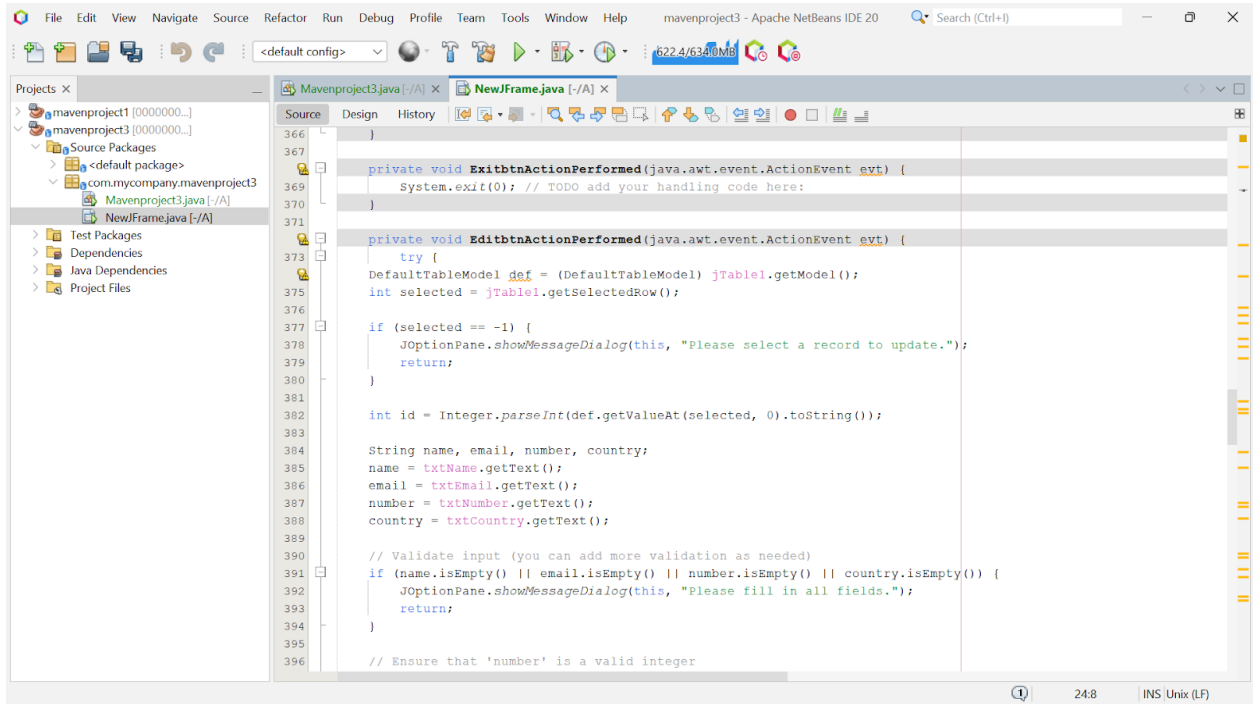 File Edit View Navigate Source Refactor Run Debug Profile Team Tools Window Help mavenproject3 - Apache NetBeans IDE 20 Search (Ctrl+I)
<default config> 622.4/634.0MB
Projects
mavenproject1 [0000000...]
mavenproject3 [0000000...]
Source Packages
<default package>
com.mycompany.mavenproject3
Mavenproject3.java [-/A]
NewJFrame.java [-/A]
Test Packages
Dependencies
Java Dependencies
Project Files
Mavenproject3.java [-/A] NewJFrame.java [-/A]
Source Design History
366 }
367
private void ExitbtnActionPerformed(java.awt.event.ActionEvent evt) {
369 System.exit(0); // TODO add your handling code here:
370 }
371
private void EditbtnActionPerformed(java.awt.event.ActionEvent evt) {
373 try {
DefaultTableModel def = (DefaultTableModel) jTable1.getModel();
375 int selected = jTable1.getSelectedRow();
376
377 if (selected == -1) {
378 JOptionPane.showMessageDialog(this, "Please select a record to update.");
379 return;
380 }
381
382 int id = Integer.parseInt(def.getValueAt(selected, 0).toString());
383
384 String name, email, number, country;
385 name = txtName.getText();
386 email = txtEmail.getText();
387 number = txtNumber.getText();
388 country = txtCountry.getText();
389
390 // Validate input (you can add more validation as needed)
391 if (name.isEmpty() || email.isEmpty() || number.isEmpty() || country.isEmpty()) {
392 JOptionPane.showMessageDialog(this, "Please fill in all fields.");
393 return;
394 }
395
396 // Ensure that 'number' is a valid integer
1 24:8 INS Unix (LF)